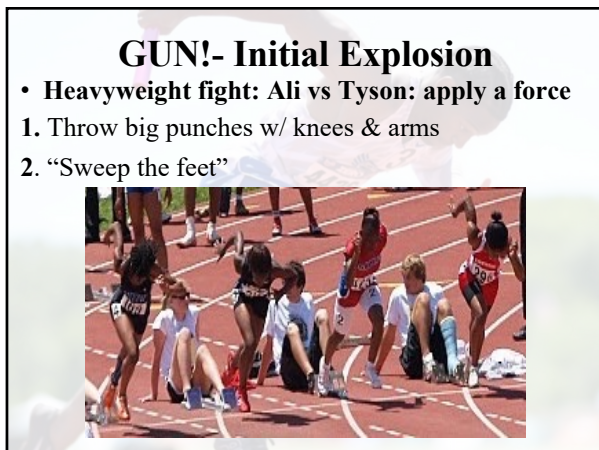 GUN!- Initial Explosion
• Heavyweight fight: Ali vs Tyson: apply a force
1. Throw big punches w/ knees & arms
2. “Sweep the feet”